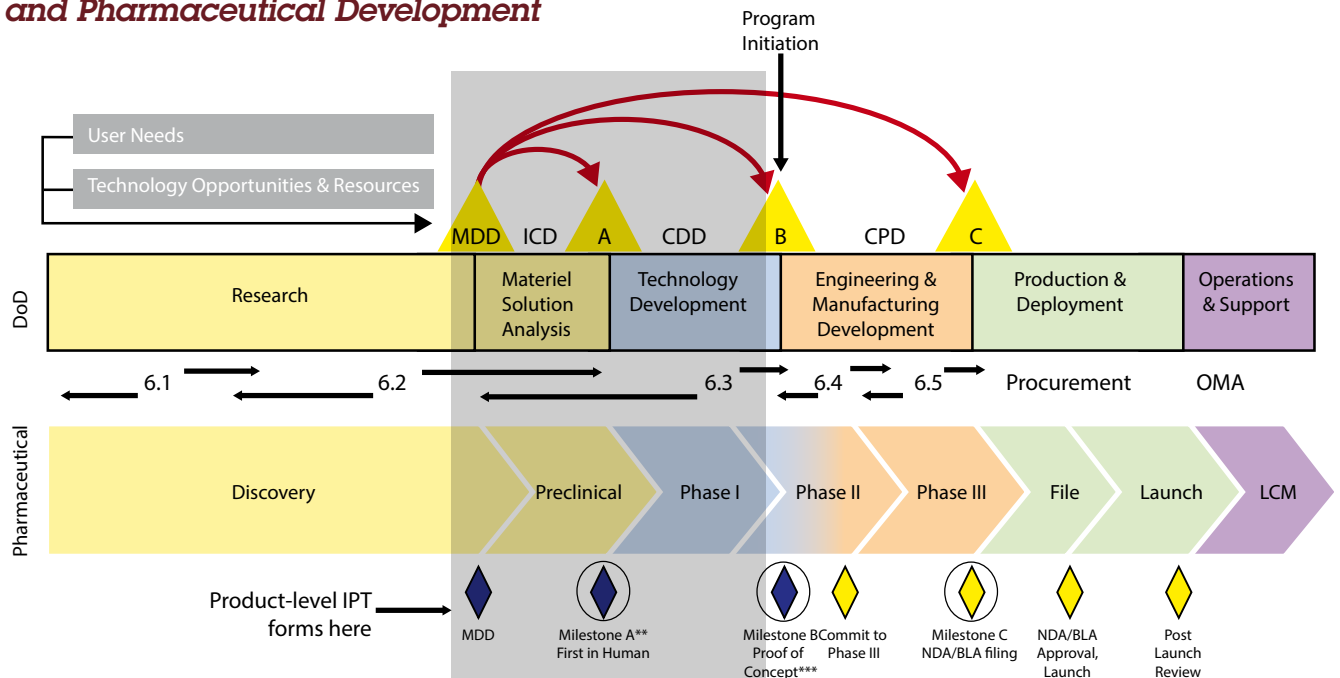 and Pharmaceutical Development
Program
Initiation
User Needs
Technology Opportunities & Resources
MDD
ICD
A
CDD
B
CPD
C
DoD
Research
Materiel
Solution
Analysis
Technology
Development
Engineering &
Manufacturing
Development
Production &
Deployment
Operations
& Support
6.1
6.2
6.3
6.4
6.5
Procurement
OMA
Pharmaceutical
Discovery
Preclinical
Phase I
Phase II
Phase III
File
Launch
LCM
Product-level IPT
forms here
MDD
Milestone A**
First in Human
Milestone B
Proof of
Concept***
Commit to
Phase III
Milestone C
NDA/BLA filing
NDA/BLA
Approval,
Launch
Post
Launch
Review